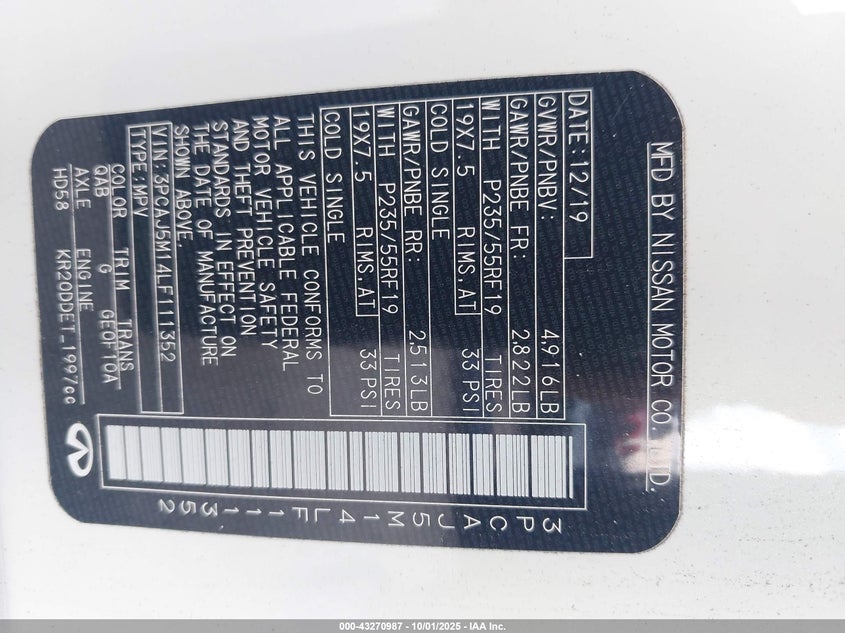 MFD BY NISSAN MOTOR CO., LTD.
DATE: 12/19
GVWR/PNBV: 4,916LB
GAWR/PNBE FR: 2,822LB
WITH P235/55RF19 TIRES
19X7.5 RIMS,AT 33 PSI
COLD SINGLE
GAWR/PNBE RR: 2,513LB
WITH P235/55RF19 TIRES
19X7.5 RIMS,AT 33 PSI
COLD SINGLE
THIS VEHICLE CONFORMS TO
ALL APPLICABLE FEDERAL
MOTOR VEHICLE SAFETY
AND THEFT PREVENTION
STANDARDS IN EFFECT ON
THE DATE OF MANUFACTURE
SHOWN ABOVE.
VIN: 3PCAJ5M14LF111352
TYPE: MPV
COLOR TRIM TRANS
QAB G GE0F10A
AXLE ENGINE
HD58 KR20DDET_1997cc
3PCAJ5M14LF111352
000-43270987 - 10/01/2025 - IAA Inc.